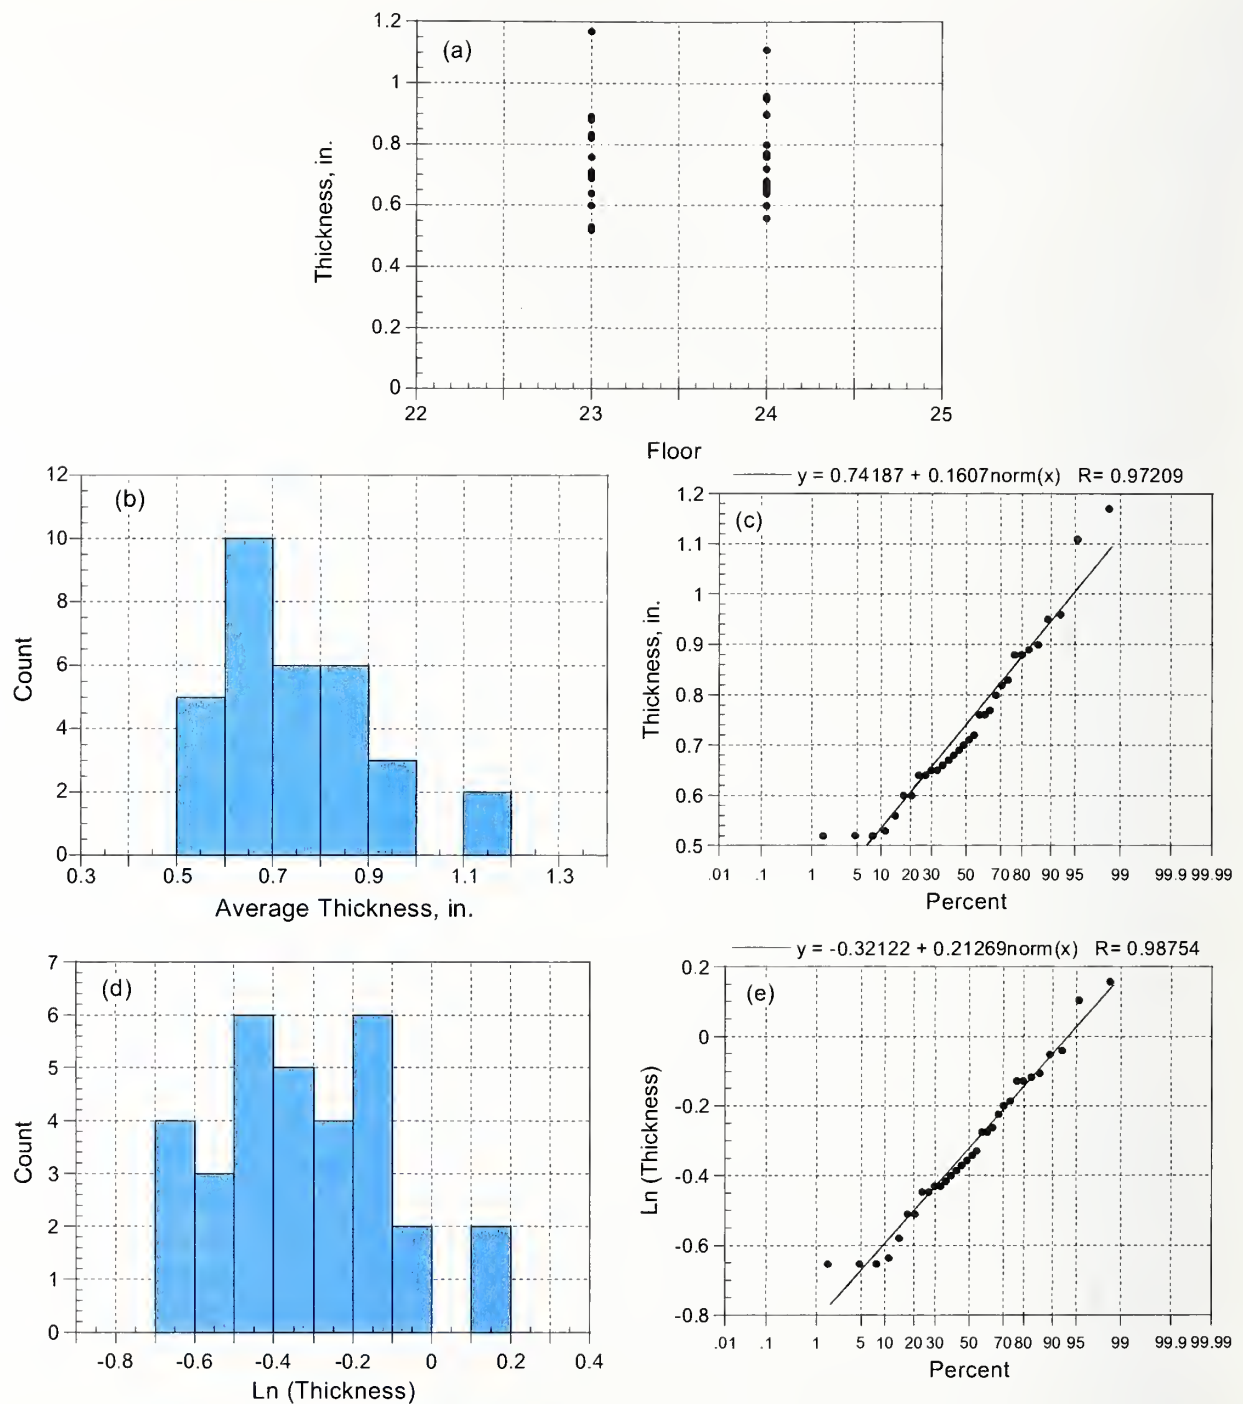 (a)
Thickness, in.
1.2
1
0.8
0.6
0.4
0.2
0
22 23 24 25
Floor
(b)
Count
12
10
8
6
4
2
0
0.3 0.5 0.7 0.9 1.1 1.3
Average Thickness, in.
y = 0.74187 + 0.1607norm(x) R= 0.97209
(c)
Thickness, in.
1.2
1.1
1
0.9
0.8
0.7
0.6
0.5
.01 .1 1 5 10 20 30 50 70 80 90 95 99 99.9 99.99
Percent
(d)
Count
7
6
5
4
3
2
1
0
-0.8 -0.6 -0.4 -0.2 0 0.2 0.4
Ln (Thickness)
y = -0.32122 + 0.21269norm(x) R= 0.98754
(e)
Ln (Thickness)
0.2
0
-0.2
-0.4
-0.6
-0.8
.01 .1 1 5 10 20 30 50 70 80 90 95 99 99.9 99.99
Percent